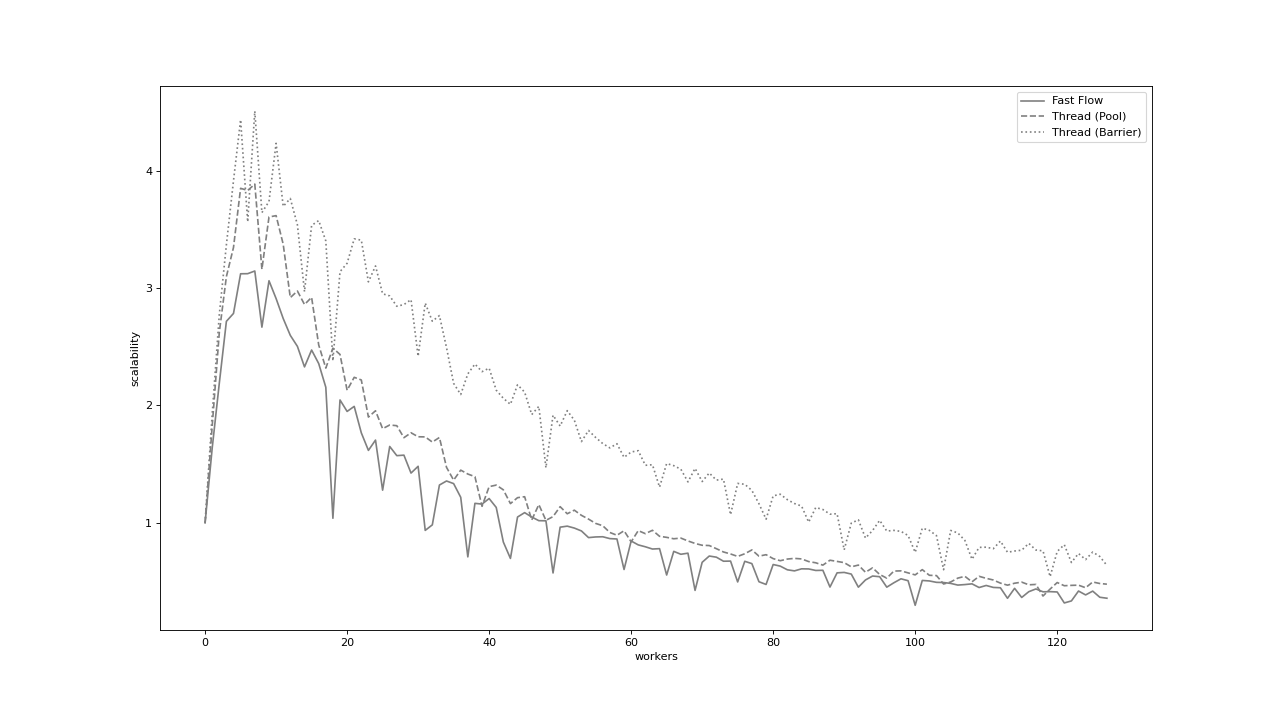 Fast Flow
Thread (Pool)
Thread (Barrier)
4
3
2
1
scalability
0 20 40 60 80 100 120
workers